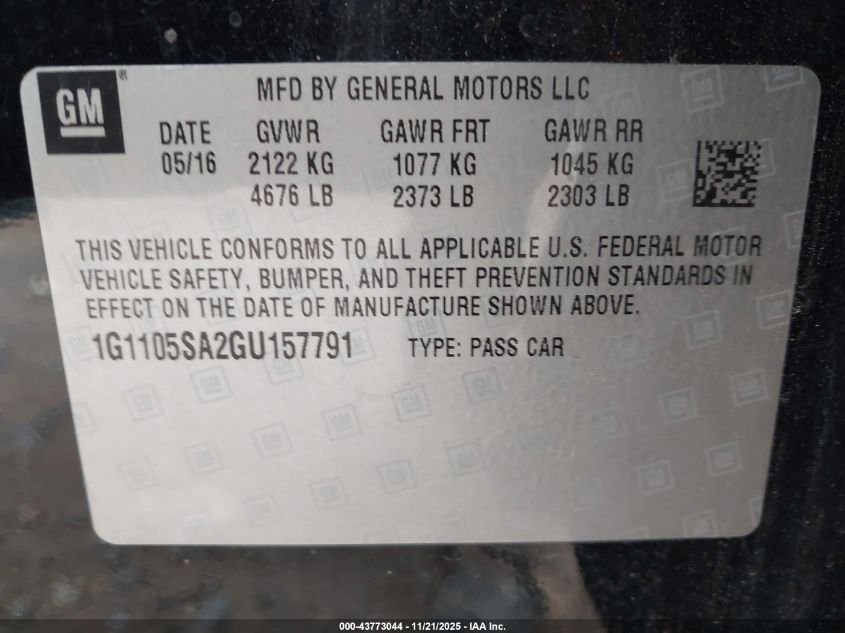 GM®
MFD BY GENERAL MOTORS LLC
DATE GVWR GAWR FRT GAWR RR
05/16 2122 KG 1077 KG 1045 KG
4676 LB 2373 LB 2303 LB
THIS VEHICLE CONFORMS TO ALL APPLICABLE U.S. FEDERAL MOTOR
VEHICLE SAFETY, BUMPER, AND THEFT PREVENTION STANDARDS IN
EFFECT ON THE DATE OF MANUFACTURE SHOWN ABOVE.
1G1105SA2GU157791 TYPE: PASS CAR
000-43773044 - 11/21/2025 - IAA Inc.